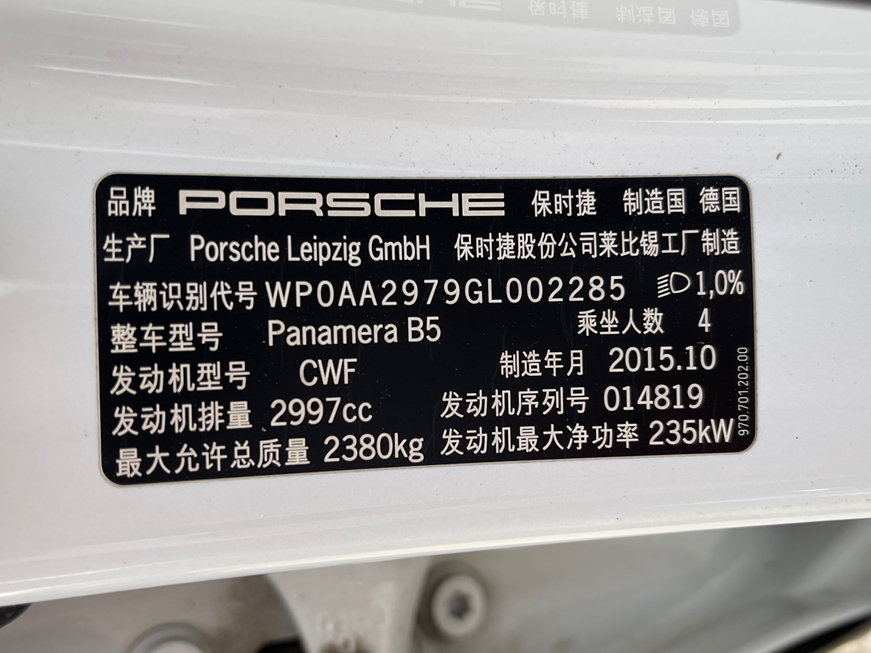 品牌 PORSCHE 保时捷 制造国 德国
生产厂 Porsche Leipzig GmbH 保时捷股份公司莱比锡工厂制造
车辆识别代号 WP0AA2979GL002285 1,0%
整车型号 Panamera B5 乘坐人数 4
发动机型号 CWF 制造年月 2015.10
发动机排量 2997cc 发动机序列号 014819
最大允许总质量 2380kg 发动机最大净功率 235kW
970.701.202.00